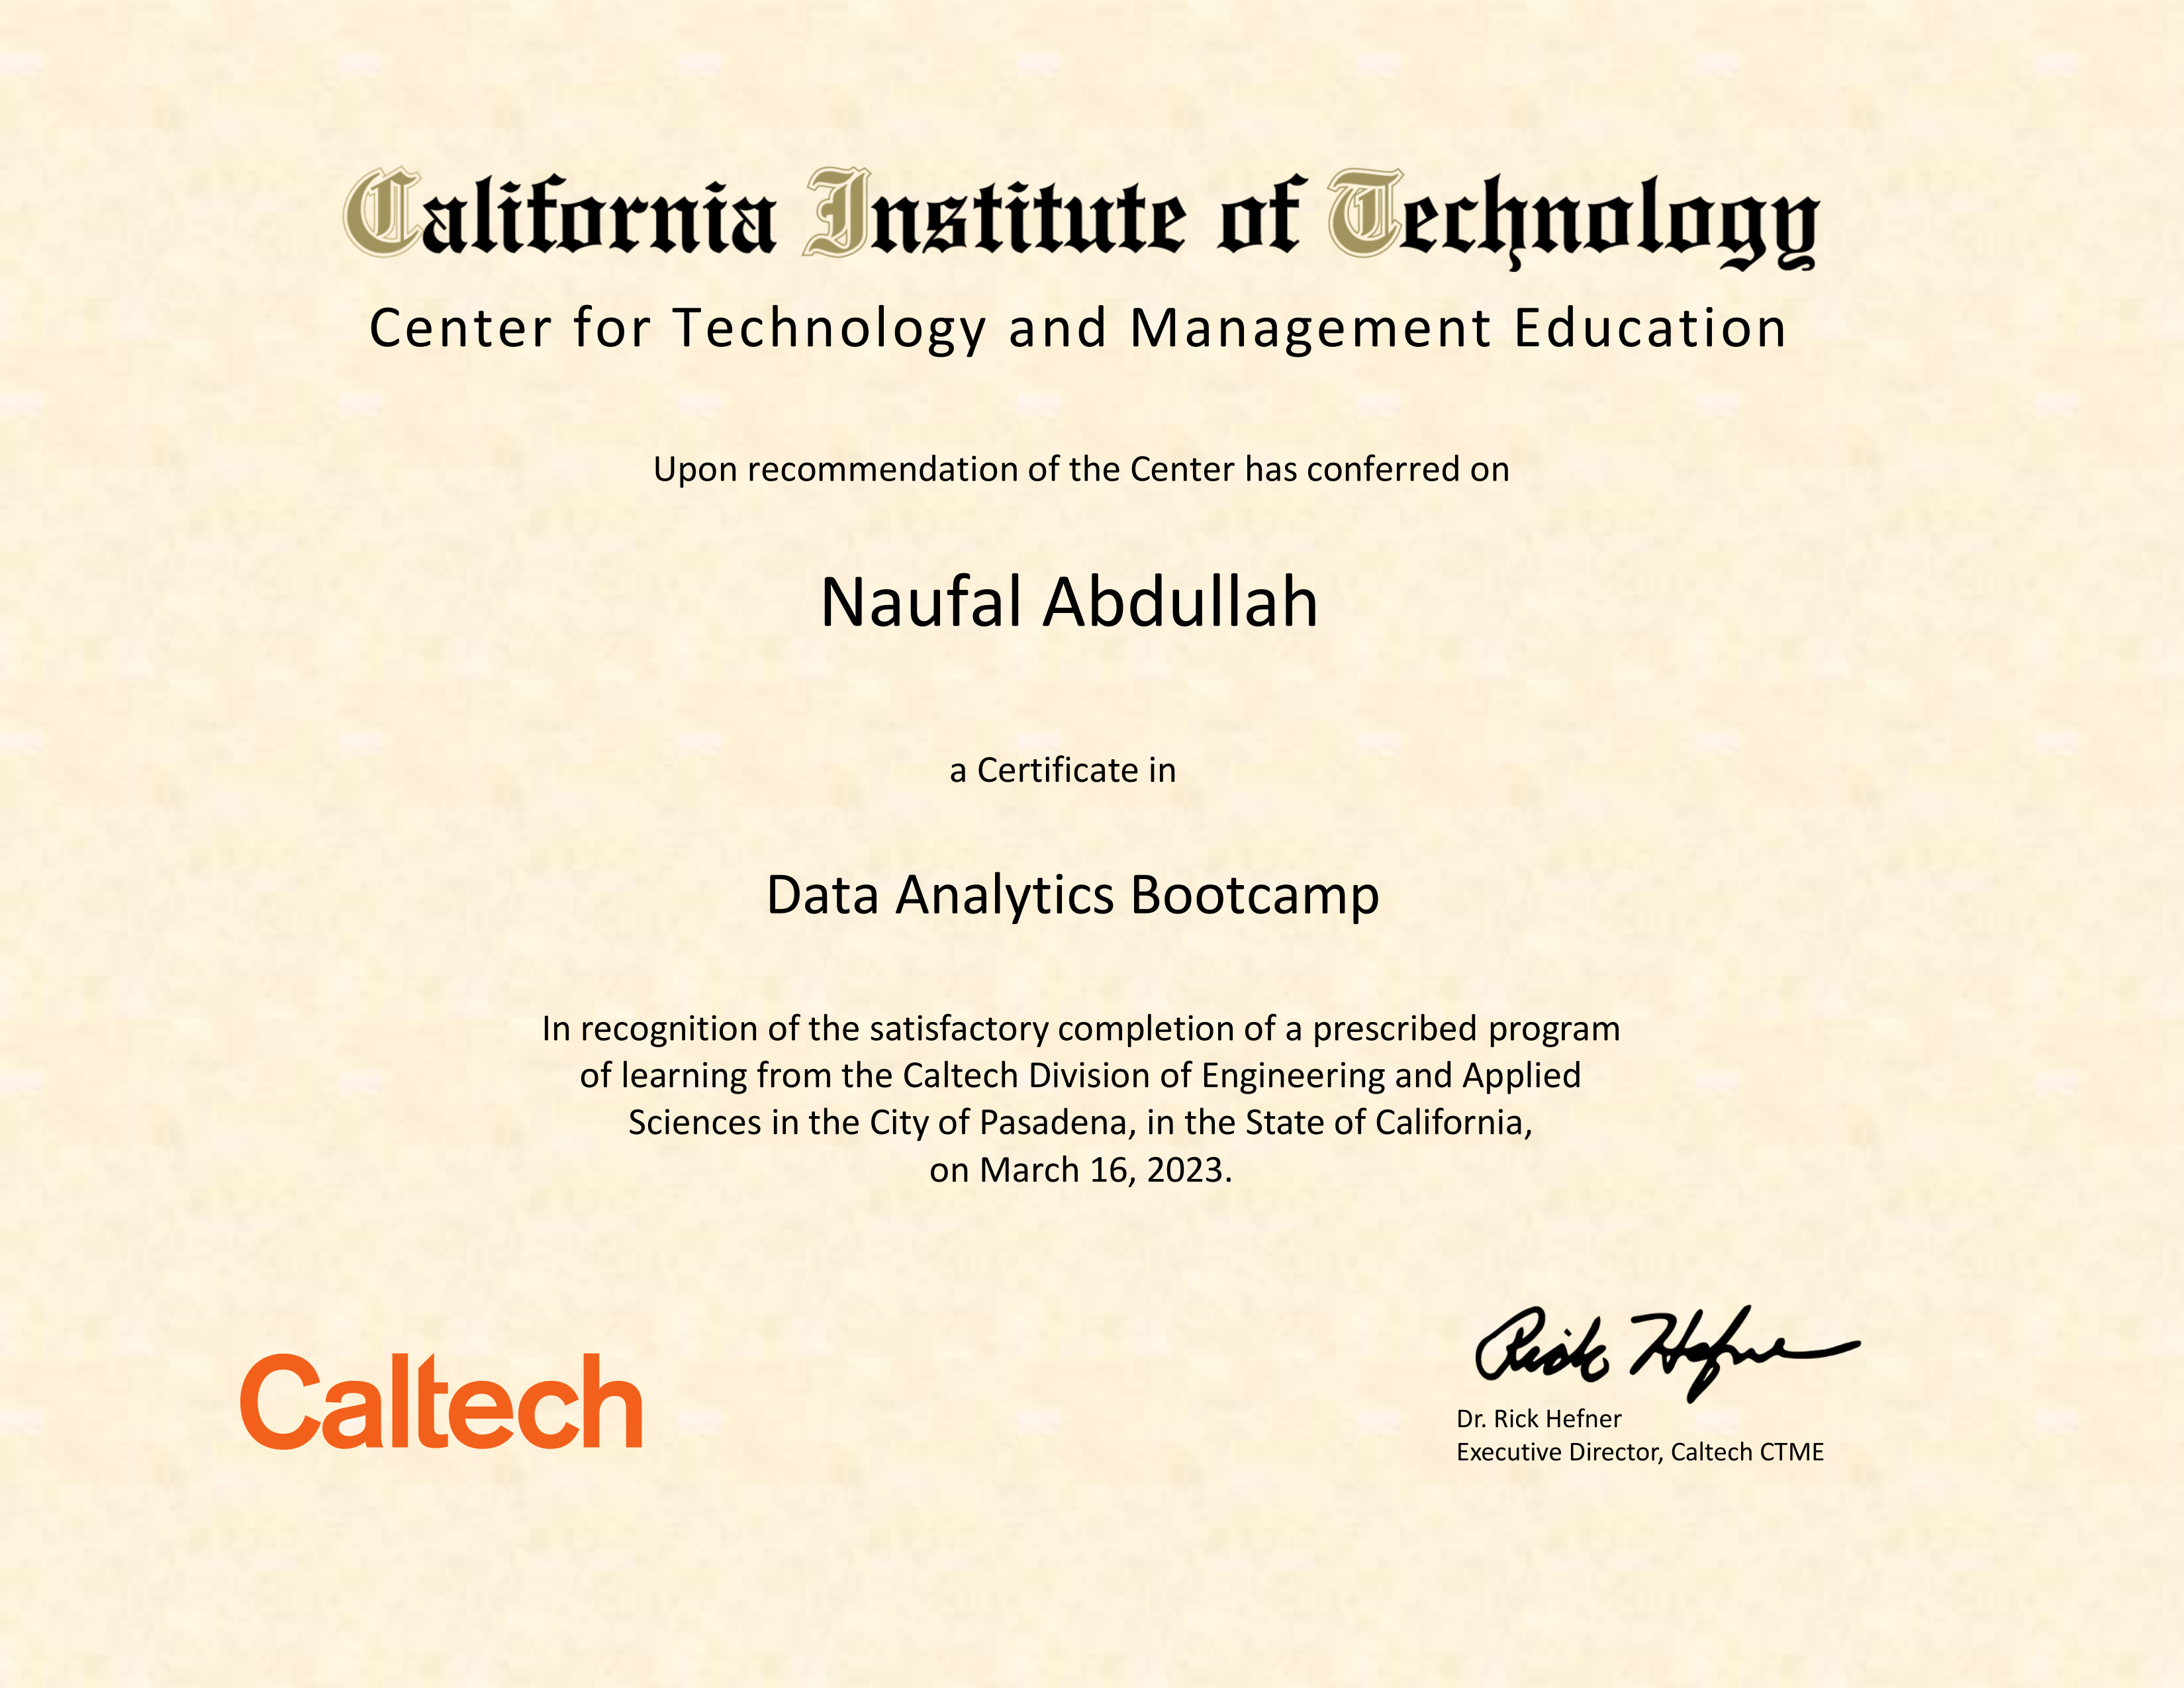 California Institute of Technology
Center for Technology and Management Education
Upon recommendation of the Center has conferred on
Naufal Abdullah
a Certificate in
Data Analytics Bootcamp
In recognition of the satisfactory completion of a prescribed program
of learning from the Caltech Division of Engineering and Applied
Sciences in the City of Pasadena, in the State of California,
on March 16, 2023.
Caltech
Rick Hefner
Dr. Rick Hefner
Executive Director, Caltech CTME